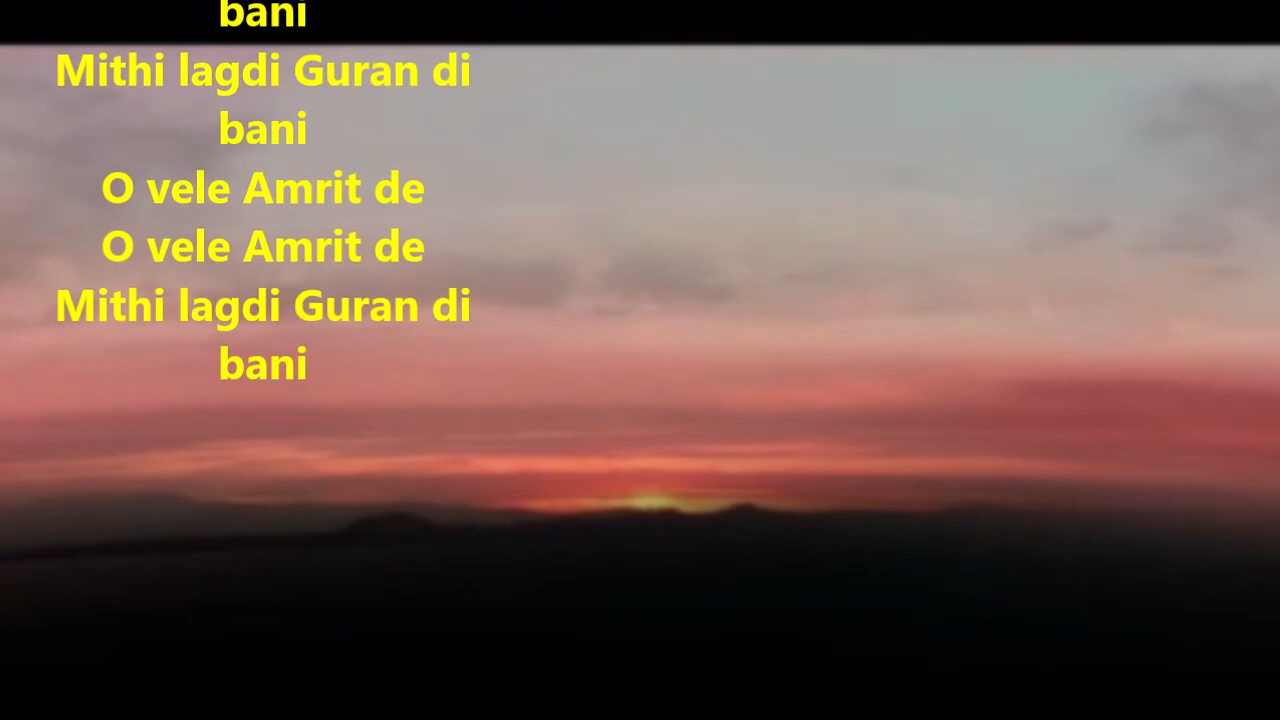 bani
Mithi lagdi Guran di
bani
O vele Amrit de
O vele Amrit de
Mithi lagdi Guran di
bani